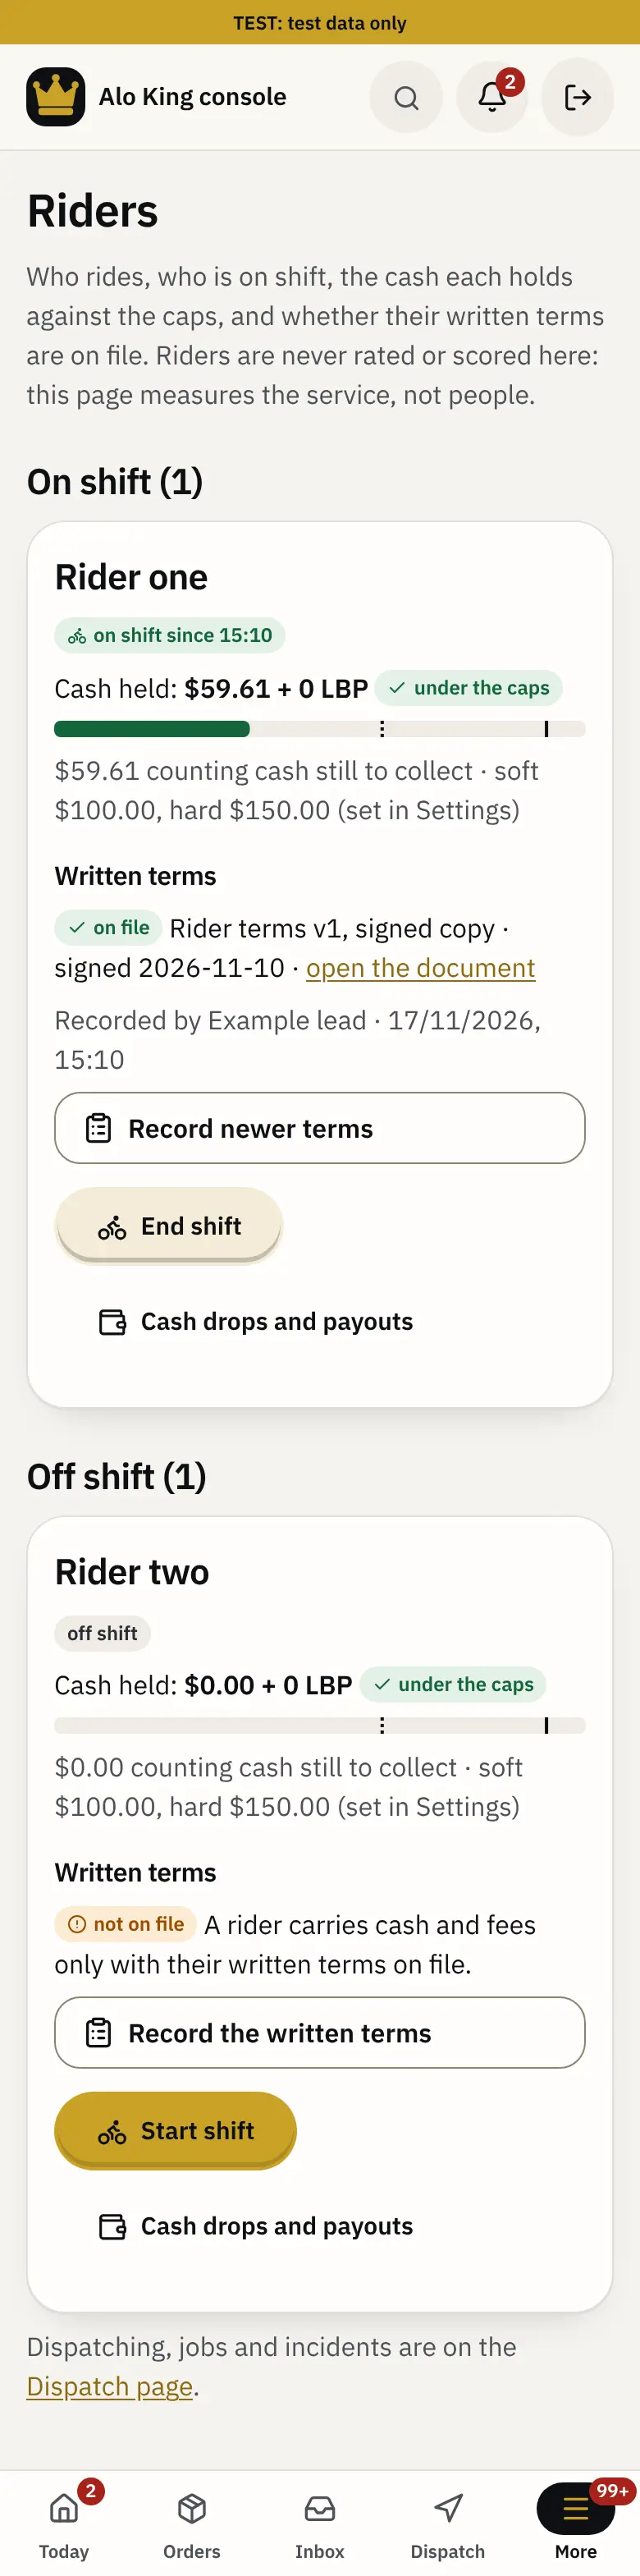 TEST: test data only
Alo King console
2
Riders
Who rides, who is on shift, the cash each holds
against the caps, and whether their written terms
are on file. Riders are never rated or scored here:
this page measures the service, not people.
On shift (1)
Rider one
on shift since 15:10
Cash held: $59.61 + 0 LBP under the caps
$59.61 counting cash still to collect · soft
$100.00, hard $150.00 (set in Settings)
Written terms
on file Rider terms v1, signed copy ·
signed 2026-11-10 · open the document
Recorded by Example lead · 17/11/2026,
15:10
Record newer terms
End shift
Cash drops and payouts
Off shift (1)
Rider two
off shift
Cash held: $0.00 + 0 LBP under the caps
$0.00 counting cash still to collect · soft
$100.00, hard $150.00 (set in Settings)
Written terms
not on file A rider carries cash and fees
only with their written terms on file.
Record the written terms
Start shift
Cash drops and payouts
Dispatching, jobs and incidents are on the
Dispatch page.
2 99+
Today Orders Inbox Dispatch More